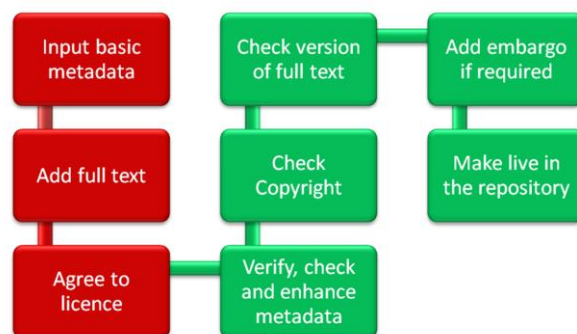 Input basic
metadata
Add full text
Agree to
licence
Verify, check
and enhance
metadata
Check
Copyright
Check version
of full text
Add embargo
if required
Make live in
the repository